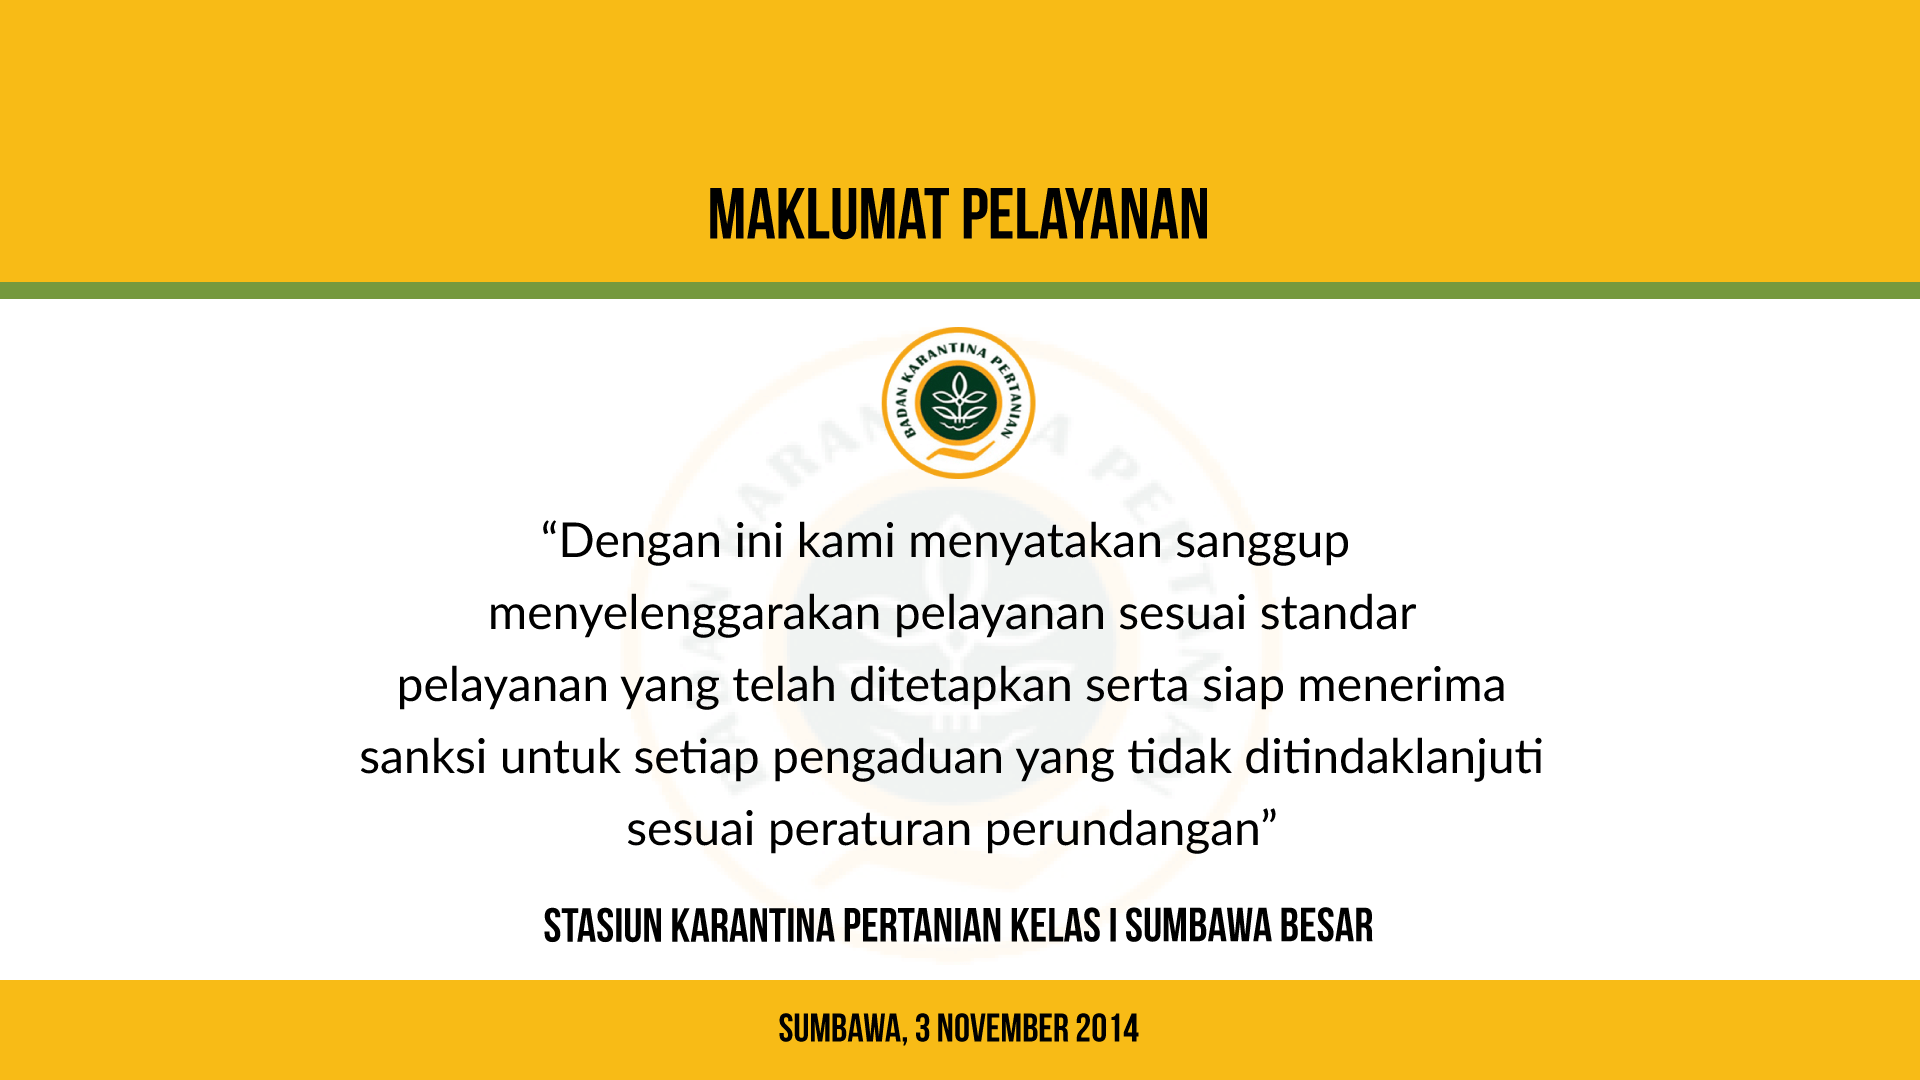 MAKLUMAT PELAYANAN
BADAN KARANTINA PERTANIAN
“Dengan ini kami menyatakan sanggup
menyelenggarakan pelayanan sesuai standar
pelayanan yang telah ditetapkan serta siap menerima
sanksi untuk setiap pengaduan yang tidak ditindaklanjuti
sesuai peraturan perundangan”
STASIUN KARANTINA PERTANIAN KELAS I SUMBAWA BESAR
SUMBAWA, 3 NOVEMBER 2014